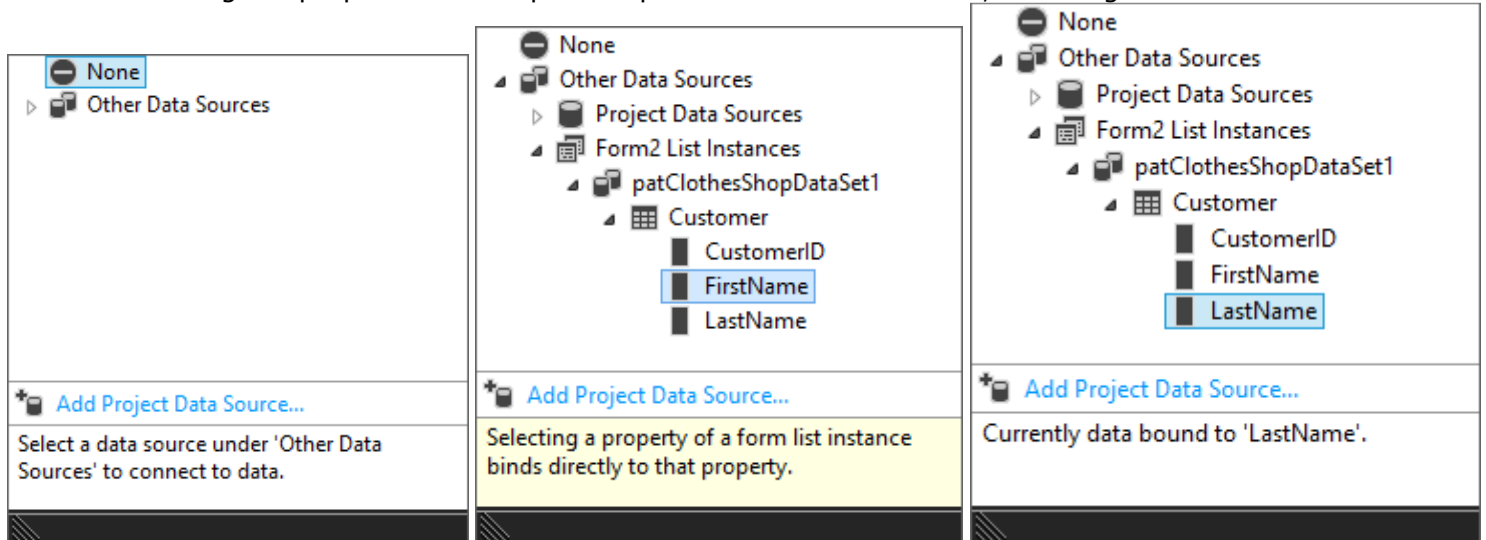 None
Other Data Sources
Add Project Data Source...
Select a data source under 'Other Data
Sources' to connect to data.
None
Other Data Sources
Project Data Sources
Form2 List Instances
patClothesShopDataSet1
Customer
CustomerID
FirstName
LastName
Add Project Data Source...
Selecting a property of a form list instance
binds directly to that property.
None
Other Data Sources
Project Data Sources
Form2 List Instances
patClothesShopDataSet1
Customer
CustomerID
FirstName
LastName
Add Project Data Source...
Currently data bound to 'LastName'.